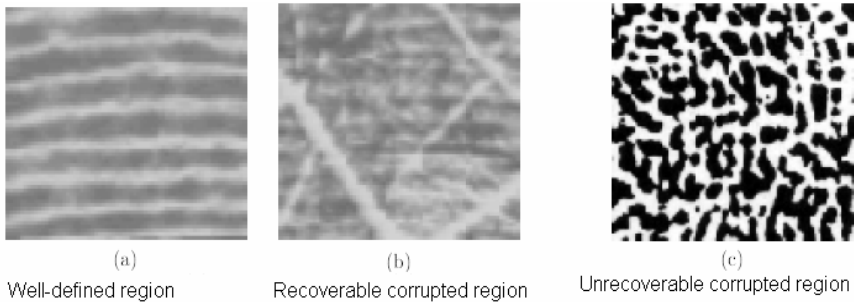 (a)
(b)
(c)
Well-defined region
Recoverable corrupted region
Unrecoverable corrupted region